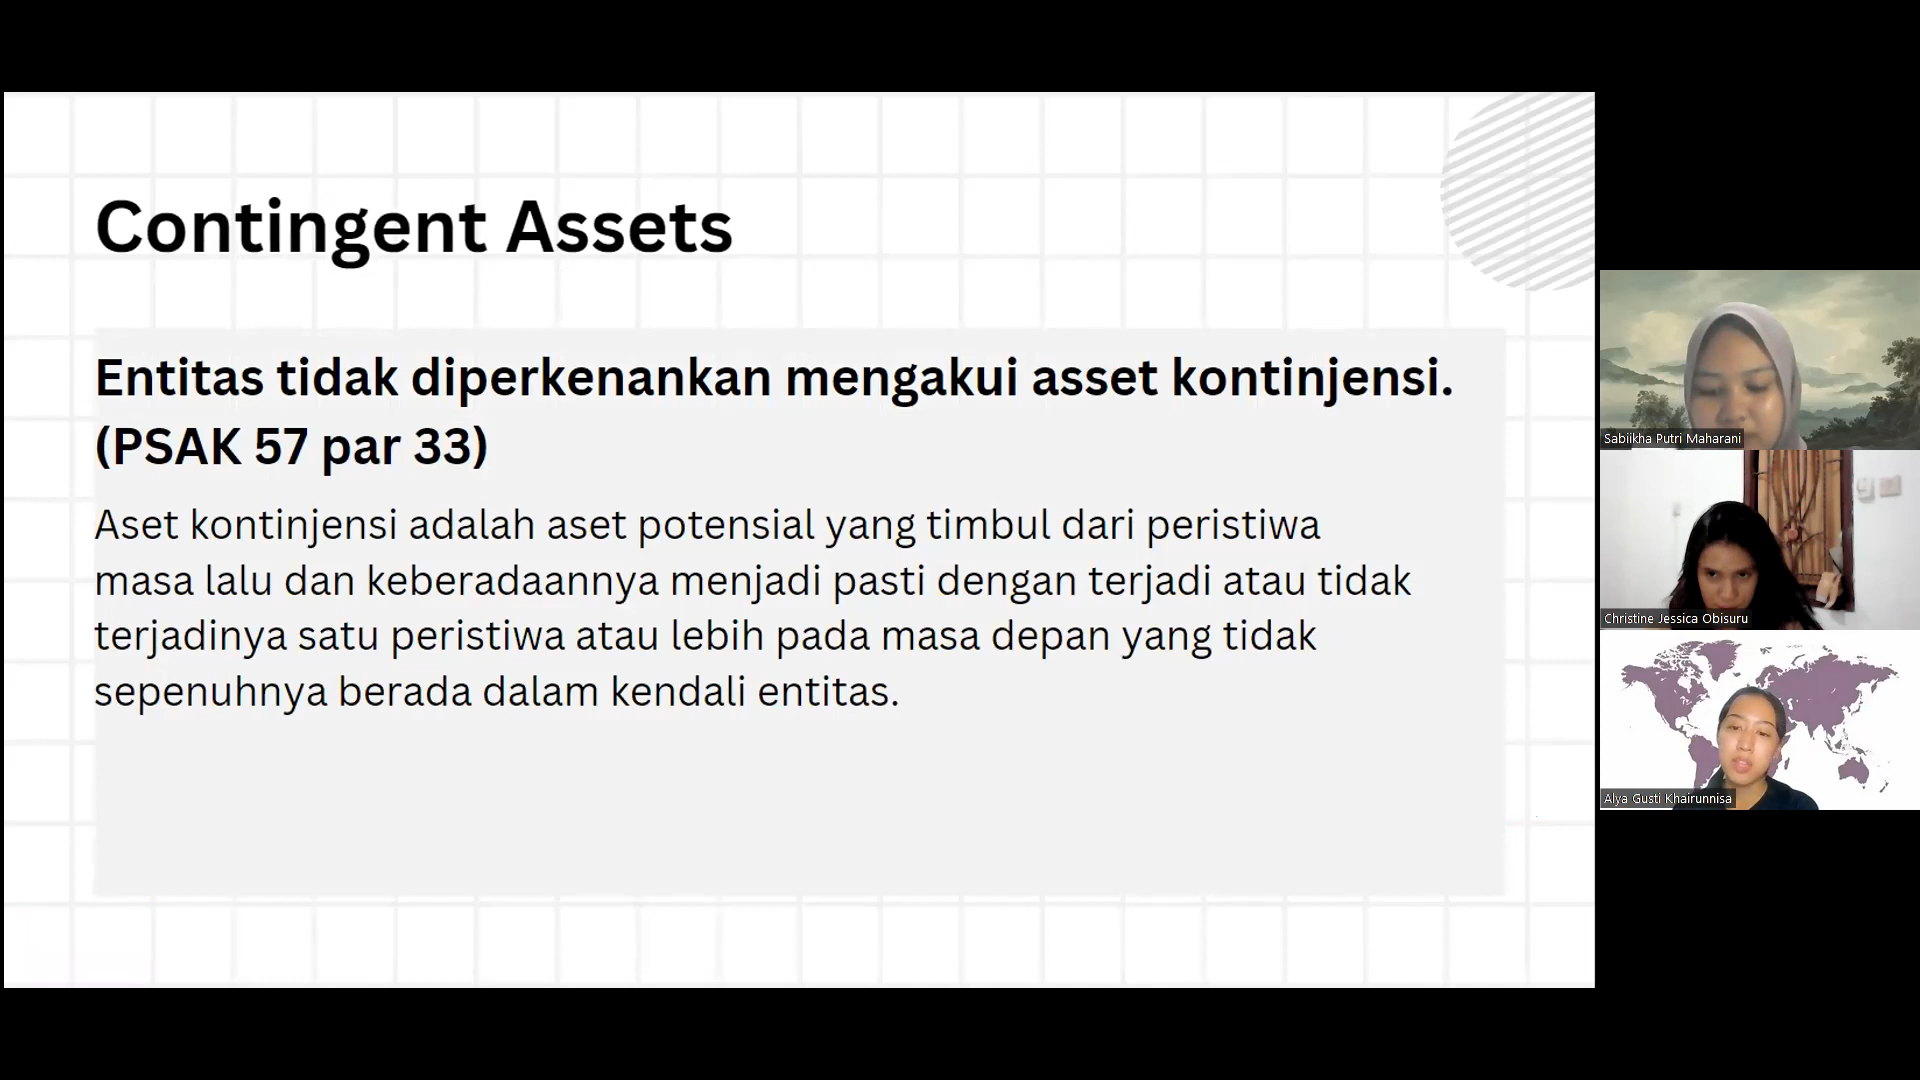 Contingent Assets
Entitas tidak diperkenankan mengakui asset kontinjensi.
(PSAK 57 par 33)
Aset kontinjensi adalah aset potensial yang timbul dari peristiwa
masa lalu dan keberadaannya menjadi pasti dengan terjadi atau tidak
terjadinya satu peristiwa atau lebih pada masa depan yang tidak
sepenuhnya berada dalam kendali entitas.
Sabiikha Putri Maharani
Christine Jessica Obisuru
Alya Gusti Khairunnisa